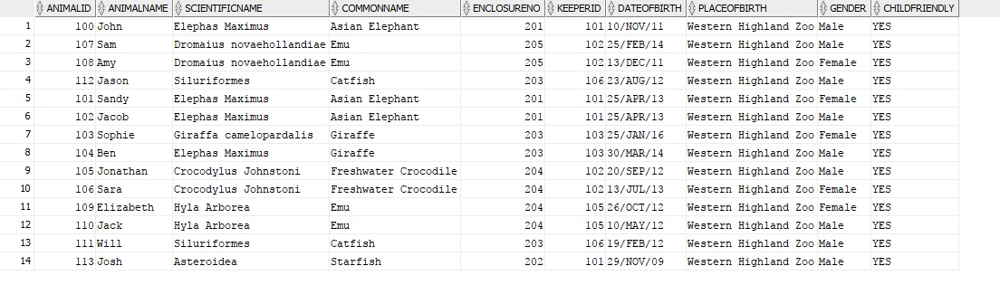 ANIMALID ANIMALNAME SCIENTIFICNAME COMMONNAME ENCLOSURENO KEEPERID DATEOFBIRTH PLACEOFBIRTH GENDER CHILDFRIENDLY
1 100 John Elephas Maximus Asian Elephant 201 101 10/NOV/11 Western Highland Zoo Male YES
2 107 Sam Dromaius novaehollandiae Emu 205 102 25/FEB/14 Western Highland Zoo Male YES
3 108 Amy Dromaius novaehollandiae Emu 205 102 13/DEC/11 Western Highland Zoo Female YES
4 112 Jason Siluriformes Catfish 203 106 23/AUG/12 Western Highland Zoo Male YES
5 101 Sandy Elephas Maximus Asian Elephant 201 101 25/APR/13 Western Highland Zoo Female YES
6 102 Jacob Elephas Maximus Asian Elephant 201 101 25/APR/13 Western Highland Zoo Male YES
7 103 Sophie Giraffa camelopardalis Giraffe 203 103 25/JAN/16 Western Highland Zoo Female YES
8 104 Ben Elephas Maximus Giraffe 203 103 30/MAR/14 Western Highland Zoo Male YES
9 105 Jonathan Crocodylus Johnstoni Freshwater Crocodile 204 102 20/SEP/12 Western Highland Zoo Male YES
10 106 Sara Crocodylus Johnstoni Freshwater Crocodile 204 102 13/JUL/13 Western Highland Zoo Female YES
11 109 Elizabeth Hyla Arborea Emu 204 105 26/OCT/12 Western Highland Zoo Female YES
12 110 Jack Hyla Arborea Emu 204 105 10/MAY/12 Western Highland Zoo Male YES
13 111 Will Siluriformes Catfish 203 106 19/FEB/12 Western Highland Zoo Male YES
14 113 Josh Asteroidea Starfish 202 101 29/NOV/09 Western Highland Zoo Male YES